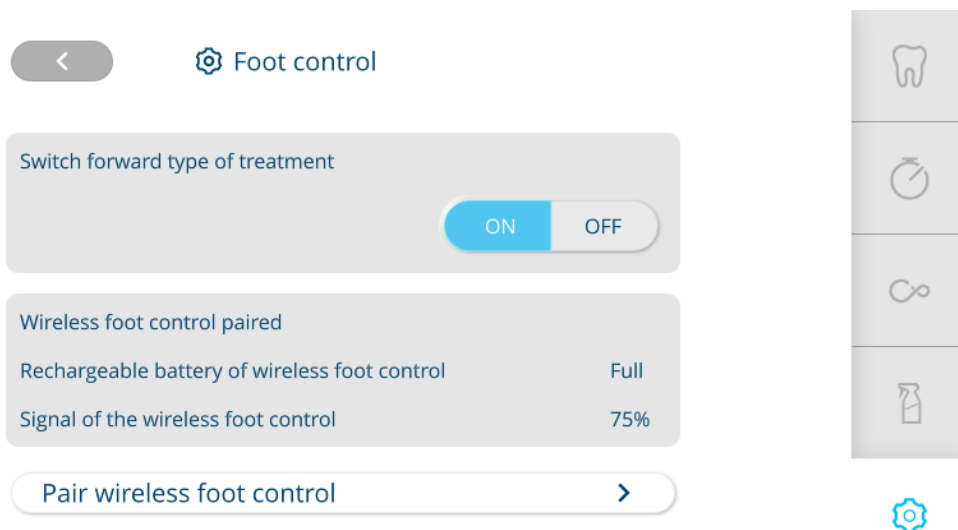 Foot control
Switch forward type of treatment
ON OFF
Wireless foot control paired
Rechargeable battery of wireless foot control Full
Signal of the wireless foot control 75%
Pair wireless foot control